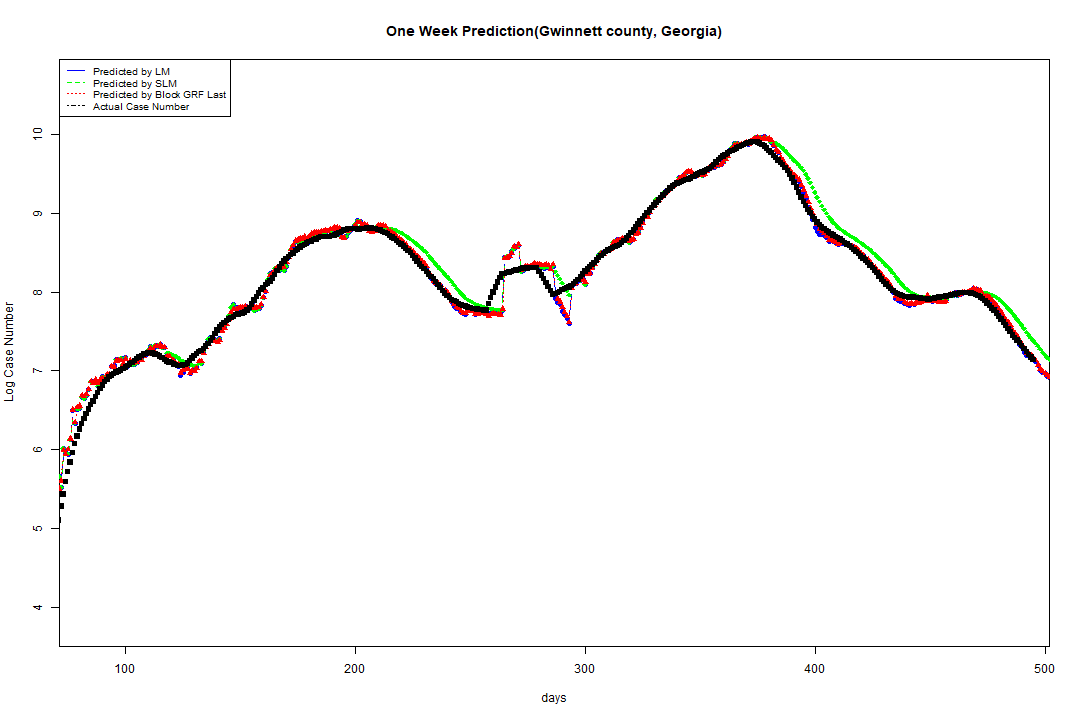 One Week Prediction(Gwinnett county, Georgia)
Predicted by LM
Predicted by SLM
Predicted by Block GRF Last
Actual Case Number
10
9
8
7
6
5
4
Log Case Number
100 200 300 400 500
days